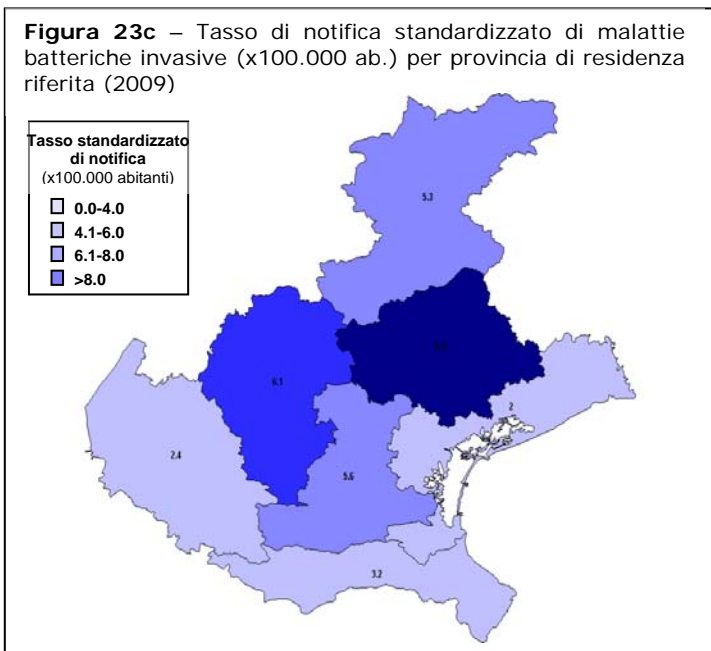 Figura 23c – Tasso di notifica standardizzato di malattie
batteriche invasive (x100.000 ab.) per provincia di residenza
riferita (2009)
Tasso standardizzato
di notifica
(x100.000 abitanti)
0.0-4.0
4.1-6.0
6.1-8.0
>8.0
5.3
6.1
2
2.4
5.6
3.2